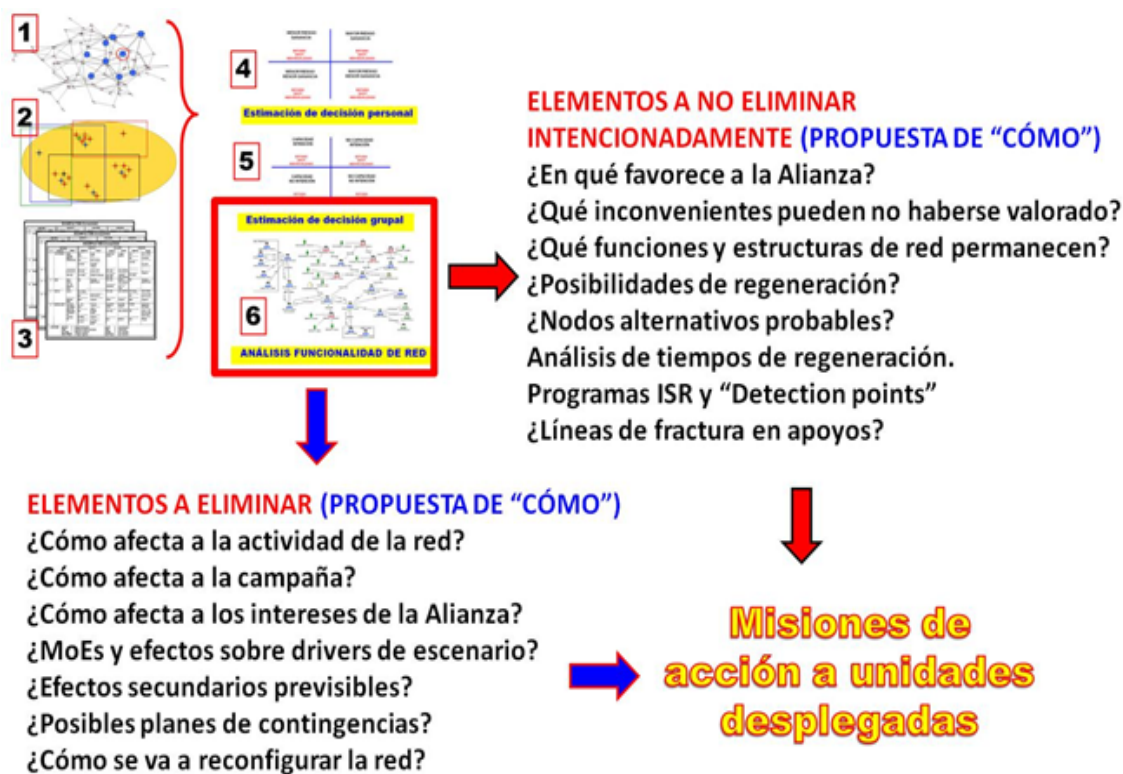 1
2
3
4
MENOR RIESGO
MAYOR RIESGO
Estimación de decisión personal
5
Estimación de decisión grupal
6
ANÁLISIS FUNCIONALIDAD DE RED
ELEMENTOS A NO ELIMINAR
INTENCIONADAMENTE (PROPUESTA DE “CÓMO”)
¿En qué favorece a la Alianza?
¿Qué inconvenientes pueden no haberse valorado?
¿Qué funciones y estructuras de red permanecen?
¿Posibilidades de regeneración?
¿Nodos alternativos probables?
Análisis de tiempos de regeneración.
Programas ISR y “Detection points”
¿Líneas de fractura en apoyos?
ELEMENTOS A ELIMINAR (PROPUESTA DE “CÓMO”)
¿Cómo afecta a la actividad de la red?
¿Cómo afecta a la campaña?
¿Cómo afecta a los intereses de la Alianza?
¿MoEs y efectos sobre drivers de escenario?
¿Efectos secundarios previsibles?
¿Posibles planes de contingencias?
¿Cómo se va a reconfigurar la red?
Misiones de
acción a unidades
desplegadas